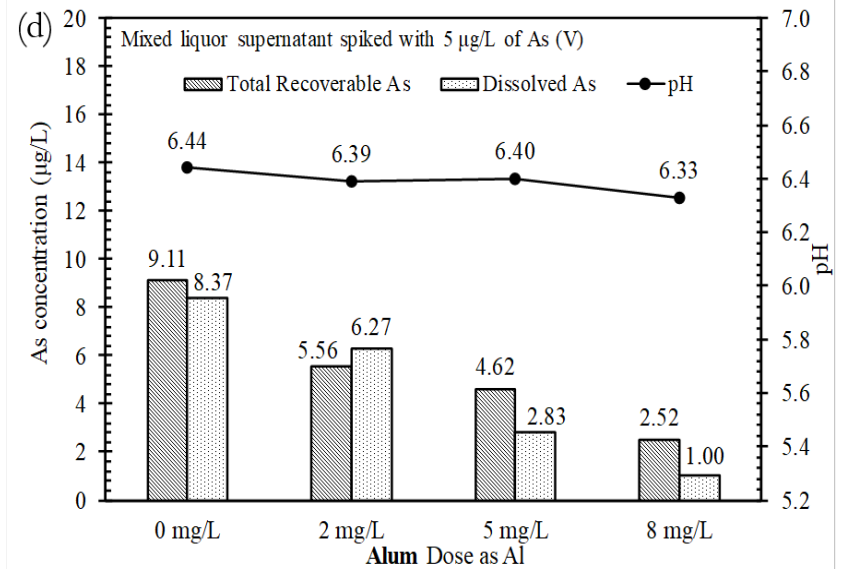 (d)
Mixed liquor supernatant spiked with 5 µg/L of As (V)
Total Recoverable As Dissolved As pH
As concentration (µg/L)
20
18
16
14
12
10
8
6
4
2
0
7.0
6.8
6.6
6.4
6.2
6.0
5.8
5.6
5.4
5.2
pH
6.44 6.39 6.40 6.33
9.11 8.37 5.56 6.27 4.62 2.83 2.52 1.00
0 mg/L 2 mg/L 5 mg/L 8 mg/L
Alum Dose as Al